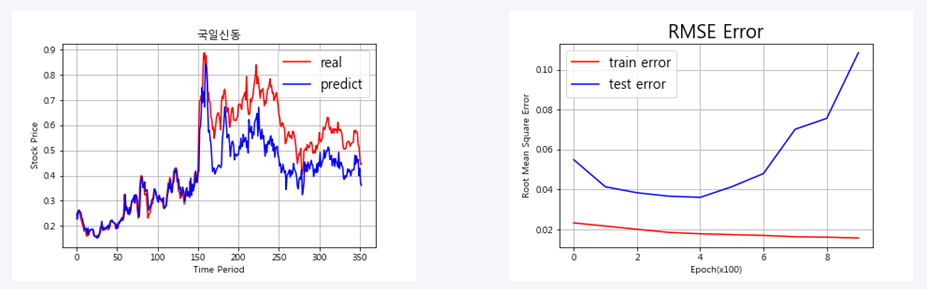 국일신동
real
predict
Stock Price
0.9
0.8
0.7
0.6
0.5
0.4
0.3
0.2
0 50 100 150 200 250 300 350
Time Period
RMSE Error
train error
test error
Root Mean Square Error
0.10
0.08
0.06
0.04
0.02
0 2 4 6 8
Epoch(x100)